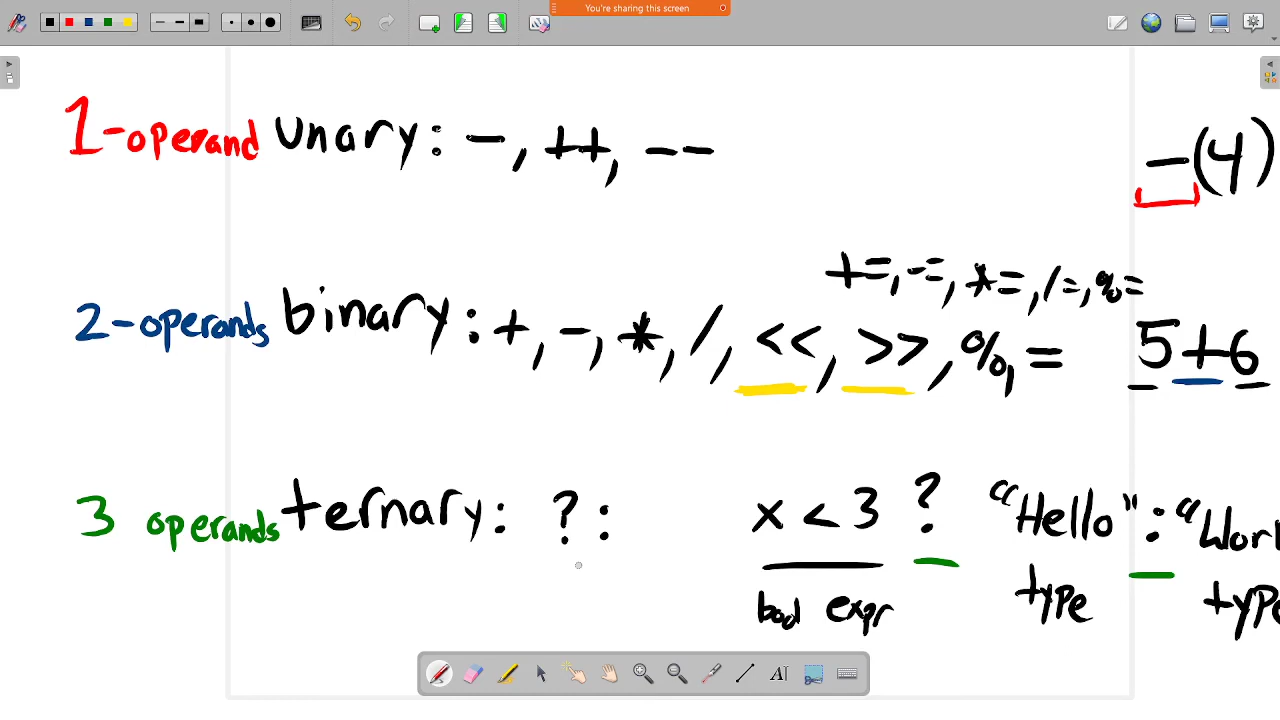 You're sharing this screen
1-operand unary: -, ++, --
-(4)
+=, -=, *=, /=, %=
2-operands binary: +, -, *, /, <<, >>, %, =
5+6
3 operands ternary: ?:
x < 3 ? "Hello" : "Worl
bool expr type type